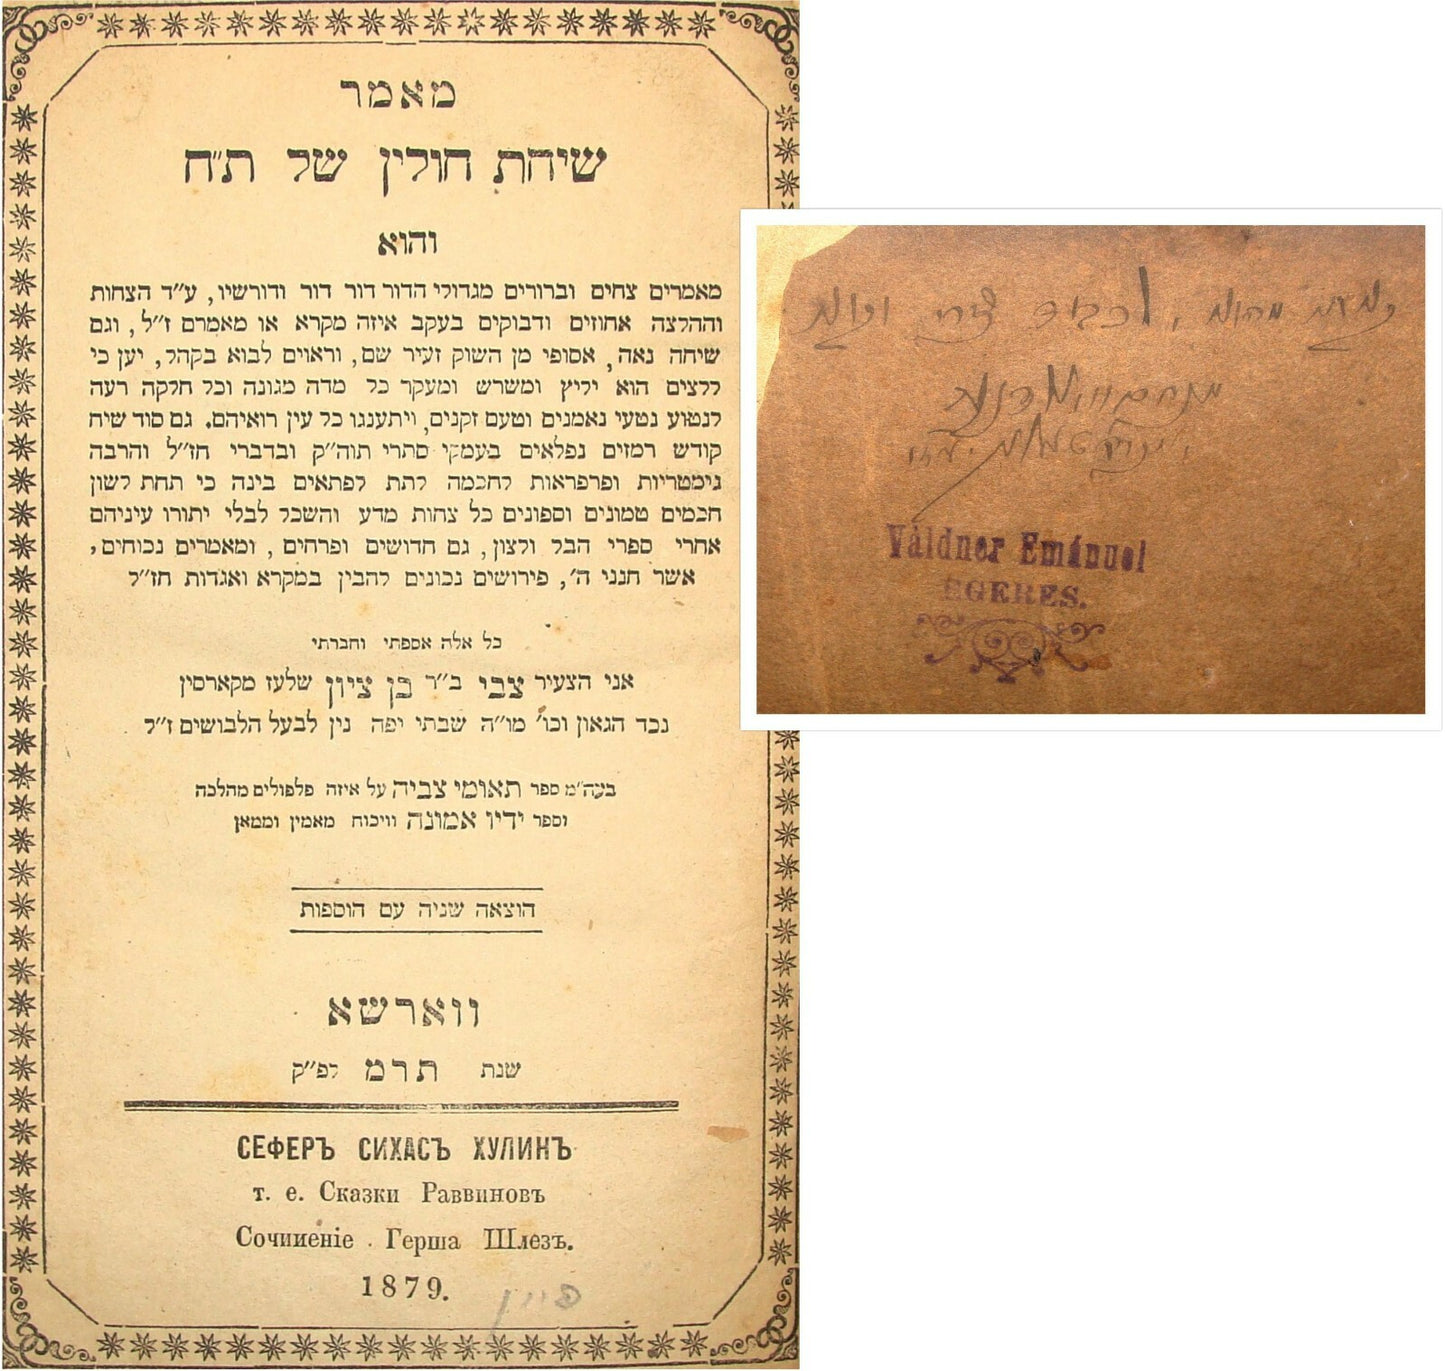 מאמר
שיחת חולין של ת״ח
והוא
מאמרים צחים וברורים מגדולי הדור דור דור ודורשיו, ע״ד הצחות
וההלצה אחוזים ודבוקים בעקב איזה מקרא או מאמרם ז״ל, וגם
שיחה נאה, אסופי מן השוק זעיר שם, וראוים לבוא בקהל, יען כי
ללצים הוא יליץ ומשרש ומעקר כל מדה מגונה וכל חלקה רעה
לנטוע נטעי נאמנים וטעם זקנים, ויתענגו כל עין רואיהם. גם סוד שיח
קודש רמזים נפלאים בעמקי סתרי תוה״ק ובדברי חז״ל והרבה
גימטריות ופרפראות לחכמה לתת לפתאים בינה כי תחת לשון
חכמים טמונים וספונים כל צחות מדע והשכל לבלי יתורו עיניהם
אחרי ספרי הבל ולצון, גם חדושים ופרחים, ומאמרים נכוחים,
אשר חנני ה׳, פירושים נכונים להבין במקרא ואגדות חז״ל
כל אלה אספתי וחברתי
אני הצעיר צבי ב״ר בן ציון שלעז מקארסין
נכד הגאון וכו׳ מו״ה שבתי יפה נין לבעל הלבושים ז״ל
בעה״מ ספר תאומי צביה על איזה פלפולים מהלכה
וספר ידיו אמונה וויכוח מאמין וממאן
הוצאה שניה עם הוספות
ווארשא
שנת תרמ לפ״ק
СЕФЕРЪ СИХАСЪ ХУЛИНЪ
т. е. Сказки Раввиновъ
Сочиненіе Герша Шлезъ.
1879.
Váldner Emánuel
EGERES.